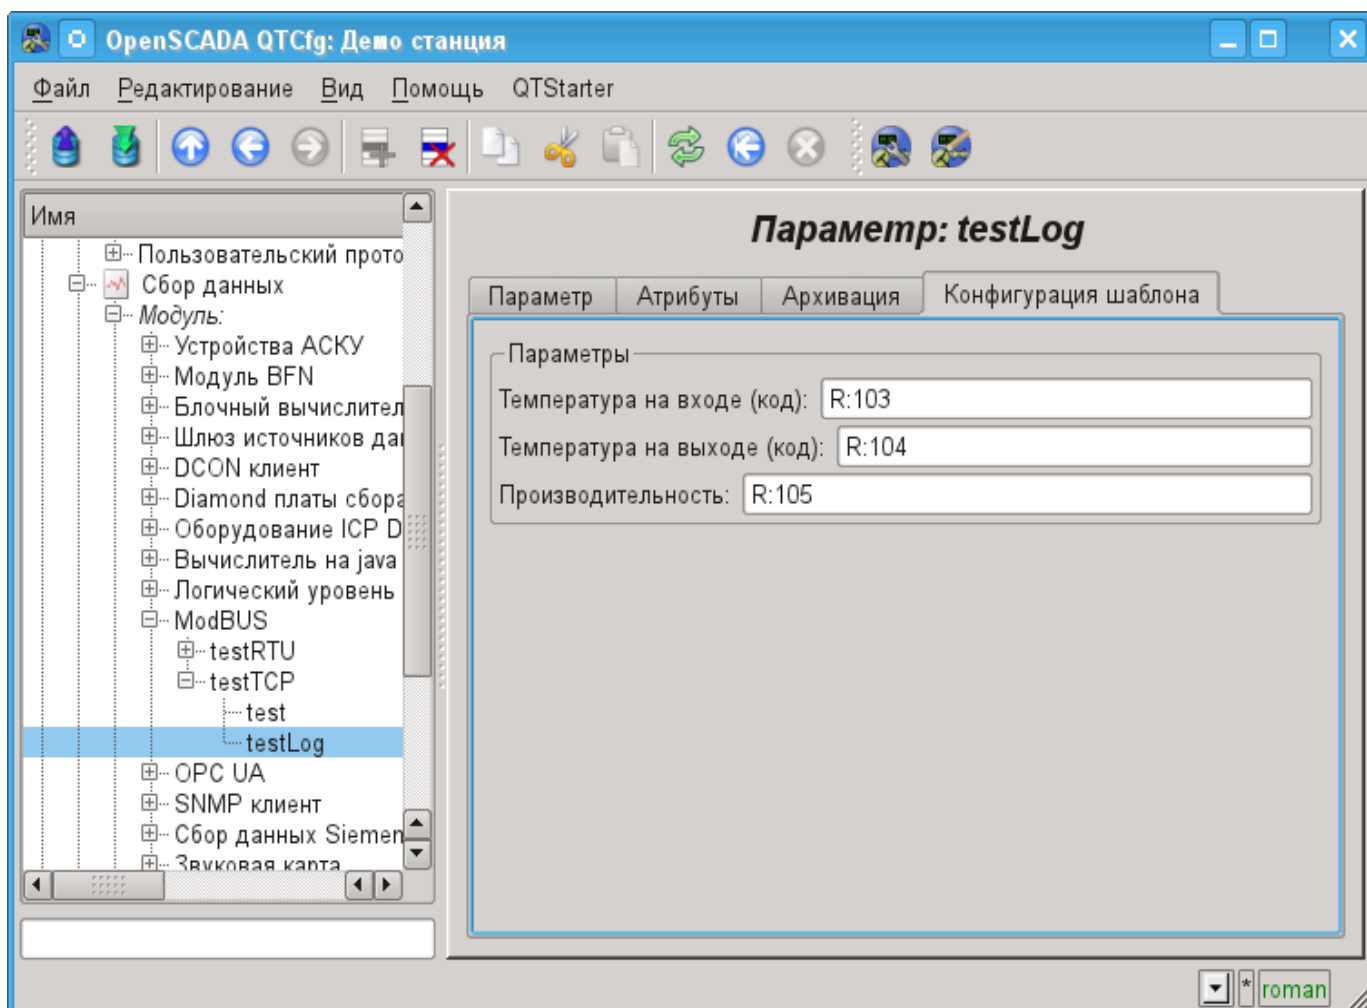 OpenSCADA QTCfg: Демо станция
Файл Редактирование Вид Помощь QTStarter
Имя
Пользовательский прото
Сбор данных
Модуль:
Устройства АСКУ
Модуль BFN
Блочный вычислител
Шлюз источников да
DCON клиент
Diamond платы сбора
Оборудование ICP D
Вычислитель на java
Логический уровень
ModBUS
testRTU
testTCP
test
testLog
OPC UA
SNMP клиент
Сбор данных Siemen
Звуковая карта
Параметр: testLog
Параметр Атрибуты Архивация Конфигурация шаблона
Параметры
Температура на входе (код): R:103
Температура на выходе (код): R:104
Производительность: R:105
* roman